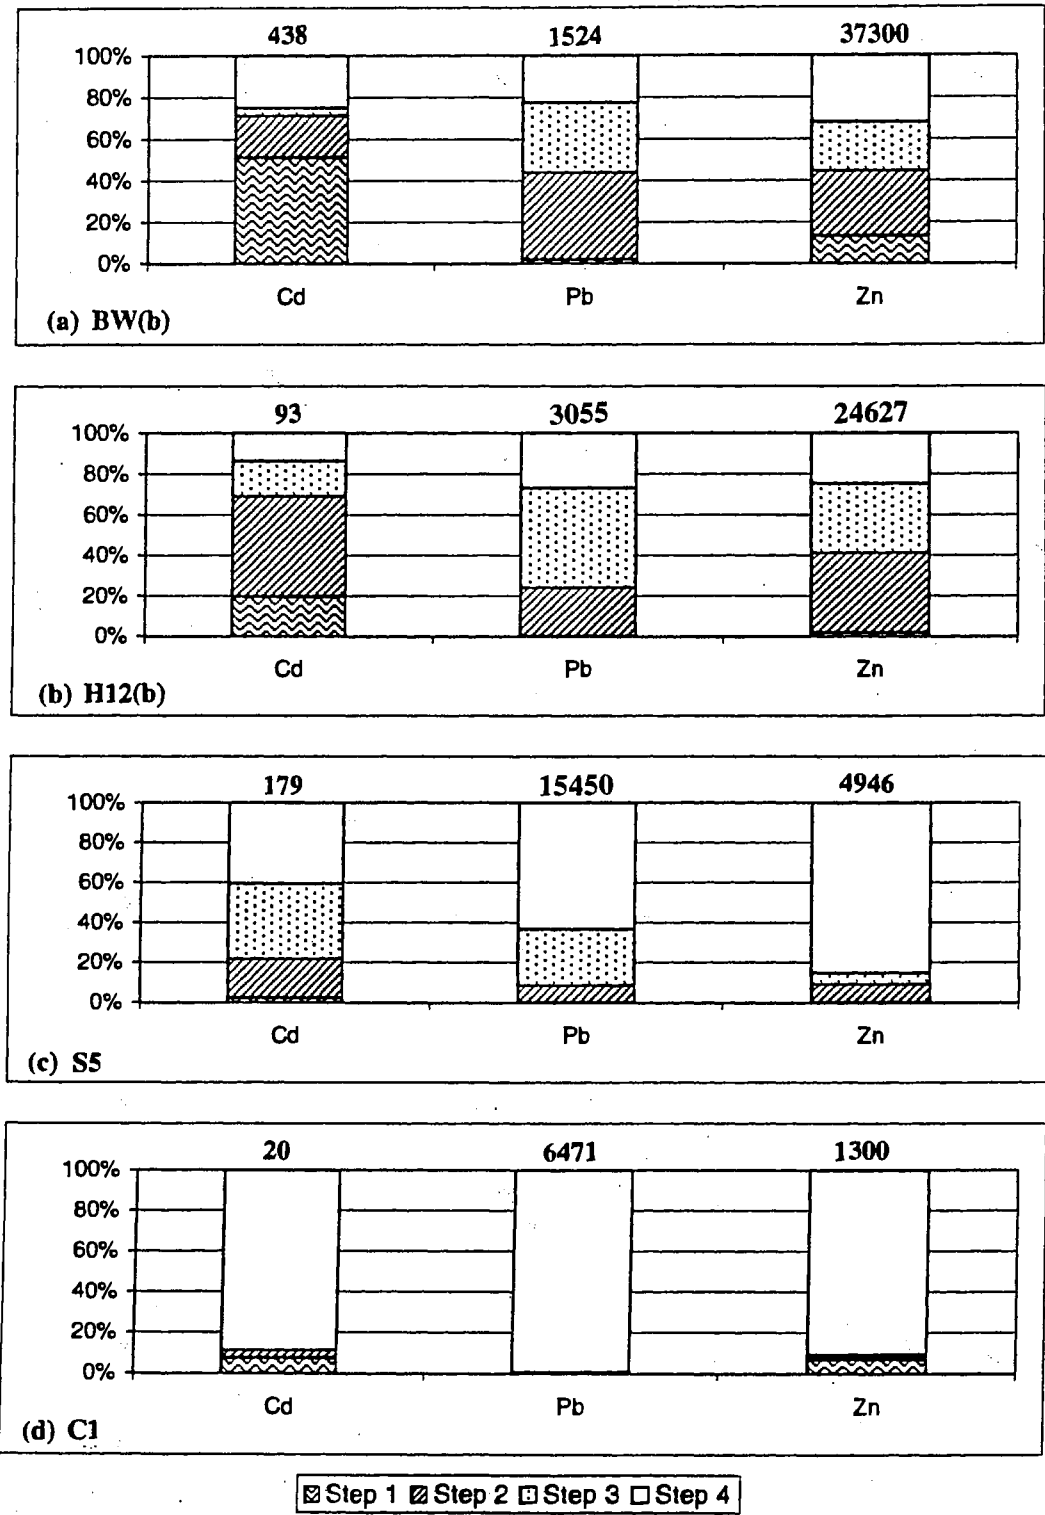 438 1524 37300
100%
80%
60%
40%
20%
0%
Cd Pb Zn
(a) BW(b)
93 3055 24627
100%
80%
60%
40%
20%
0%
Cd Pb Zn
(b) H12(b)
179 15450 4946
100%
80%
60%
40%
20%
0%
Cd Pb Zn
(c) S5
20 6471 1300
100%
80%
60%
40%
20%
0%
Cd Pb Zn
(d) C1
Step 1 Step 2 Step 3 Step 4